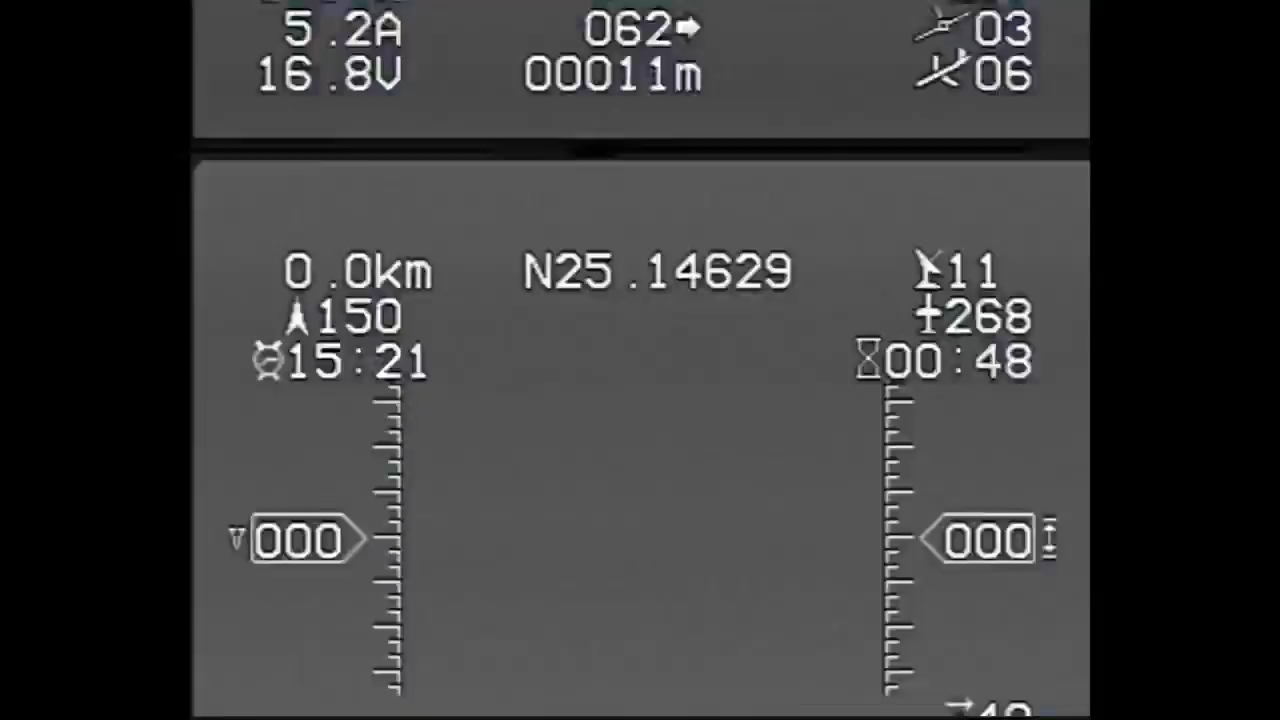 5.2A 062 03
16.8V 00011m 06
0.0km N25.14629 11
150 268
15:21 00:48
000 000